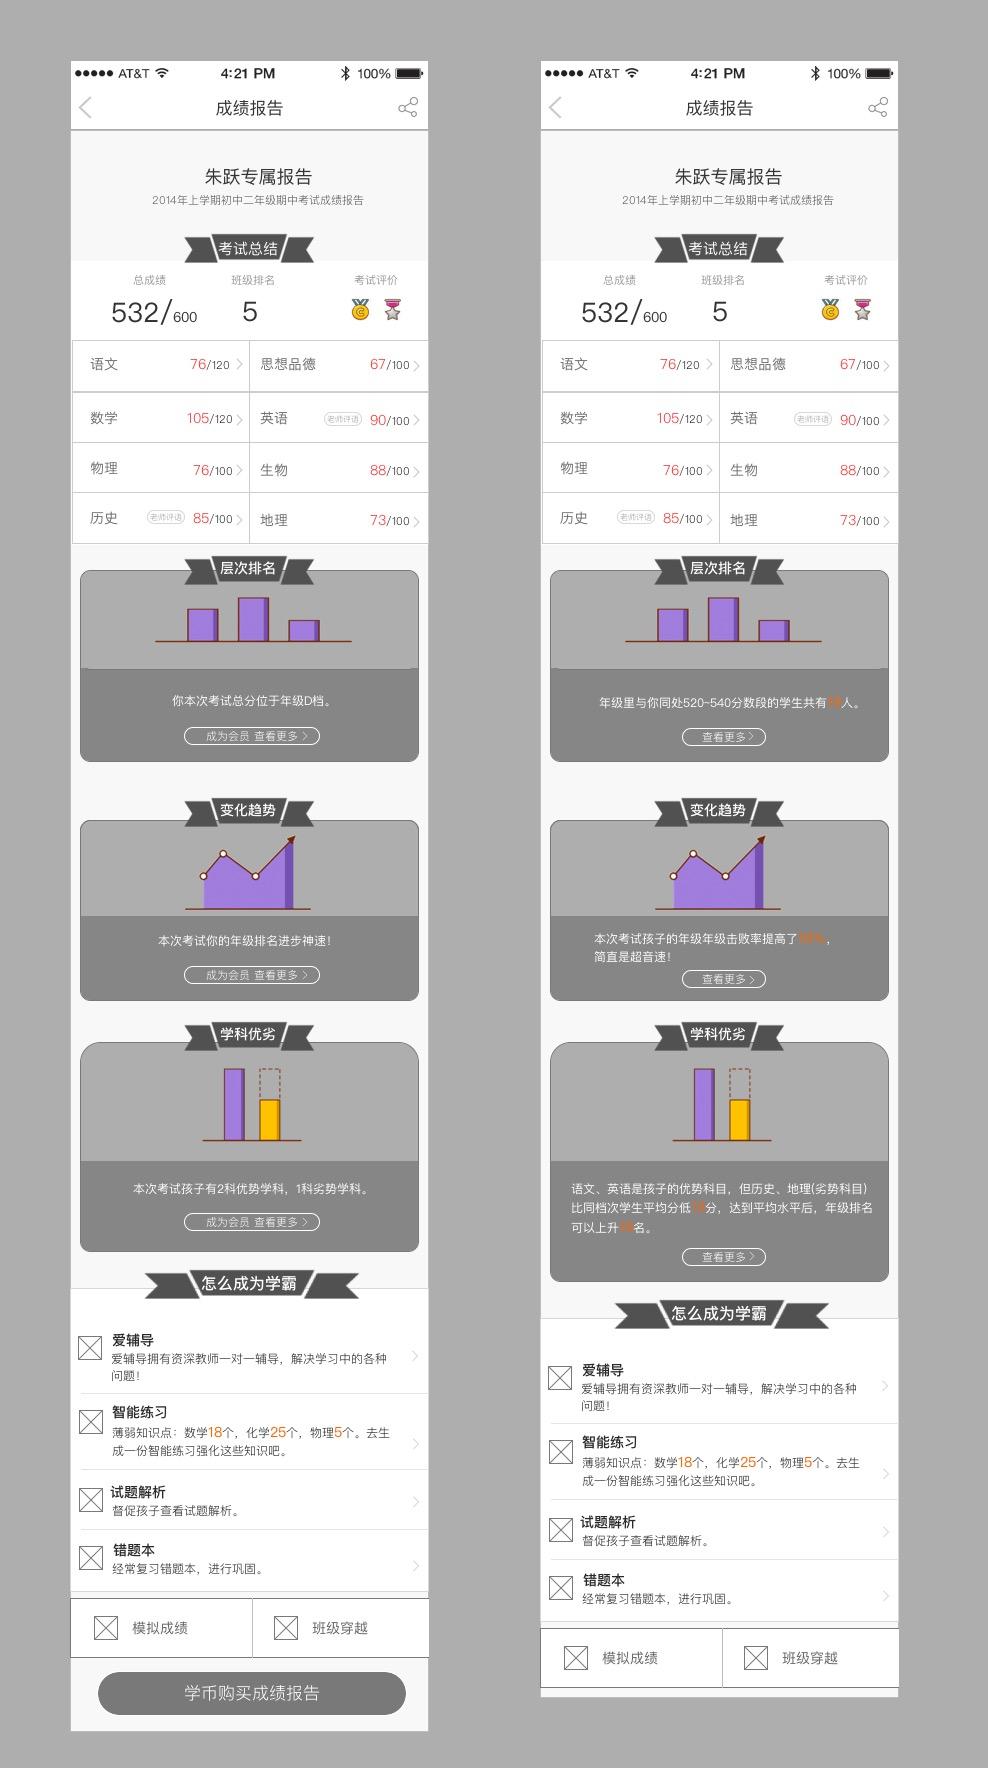 AT&T 4:21 PM 100%
成绩报告
朱跃专属报告
2014年上学期初中二年级期中考试成绩报告
考试总结
总成绩 班级排名 考试评价
532/600 5
语文 76/120 思想品德 67/100
数学 105/120 英语 老师评语 90/100
物理 76/100 生物 88/100
历史 老师评语 85/100 地理 73/100
层次排名
你本次考试总分位于年级D档。
成为会员 查看更多
变化趋势
本次考试你的年级排名进步神速！
成为会员 查看更多
学科优劣
本次考试孩子有2科优势学科，1科劣势学科。
成为会员 查看更多
怎么成为学霸
爱辅导
爱辅导拥有资深教师一对一辅导，解决学习中的各种
问题！
智能练习
薄弱知识点：数学18个，化学25个，物理5个。去生
成一份智能练习强化这些知识吧。
试题解析
督促孩子查看试题解析。
错题本
经常复习错题本，进行巩固。
模拟成绩 班级穿越
学币购买成绩报告
AT&T 4:21 PM 100%
成绩报告
朱跃专属报告
2014年上学期初中二年级期中考试成绩报告
考试总结
总成绩 班级排名 考试评价
532/600 5
语文 76/120 思想品德 67/100
数学 105/120 英语 老师评语 90/100
物理 76/100 生物 88/100
历史 老师评语 85/100 地理 73/100
层次排名
年级里与你同处520~540分数段的学生共有人。
查看更多
变化趋势
本次考试孩子的年级年级击败率提高了，
简直是超音速！
查看更多
学科优劣
语文、英语是孩子的优势科目，但历史、地理(劣势科目)
比同档次学生平均分低分，达到平均水平后，年级排名
可以上升名。
查看更多
怎么成为学霸
爱辅导
爱辅导拥有资深教师一对一辅导，解决学习中的各种
问题！
智能练习
薄弱知识点：数学18个，化学25个，物理5个。去生
成一份智能练习强化这些知识吧。
试题解析
督促孩子查看试题解析。
错题本
经常复习错题本，进行巩固。
模拟成绩 班级穿越